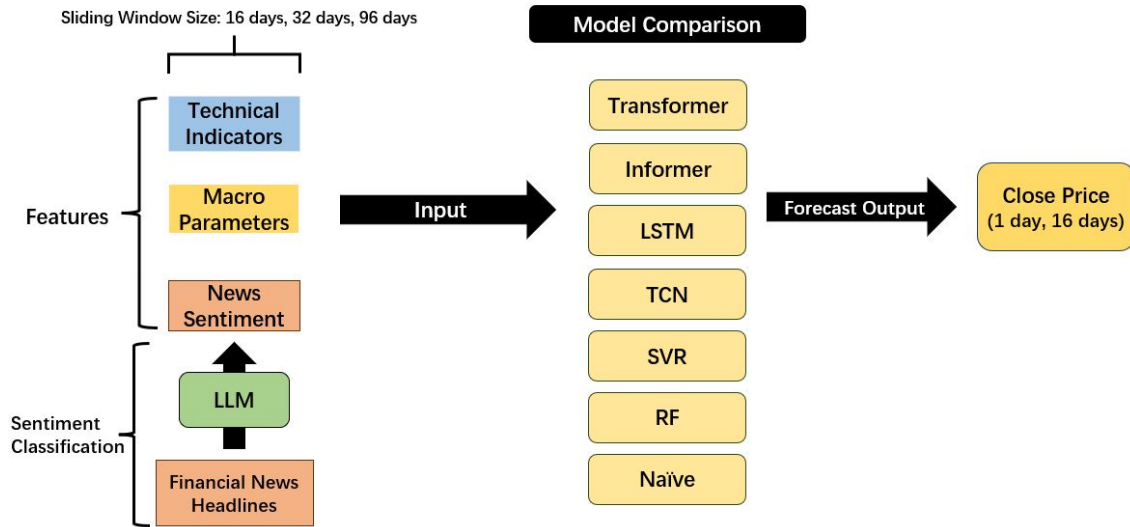 Sliding Window Size: 16 days, 32 days, 96 days
Model Comparison
Features
Technical
Indicators
Macro
Parameters
News
Sentiment
Sentiment
Classification
LLM
Financial News
Headlines
Input
Transformer
Informer
LSTM
TCN
SVR
RF
Naïve
Forecast Output
Close Price
(1 day, 16 days)